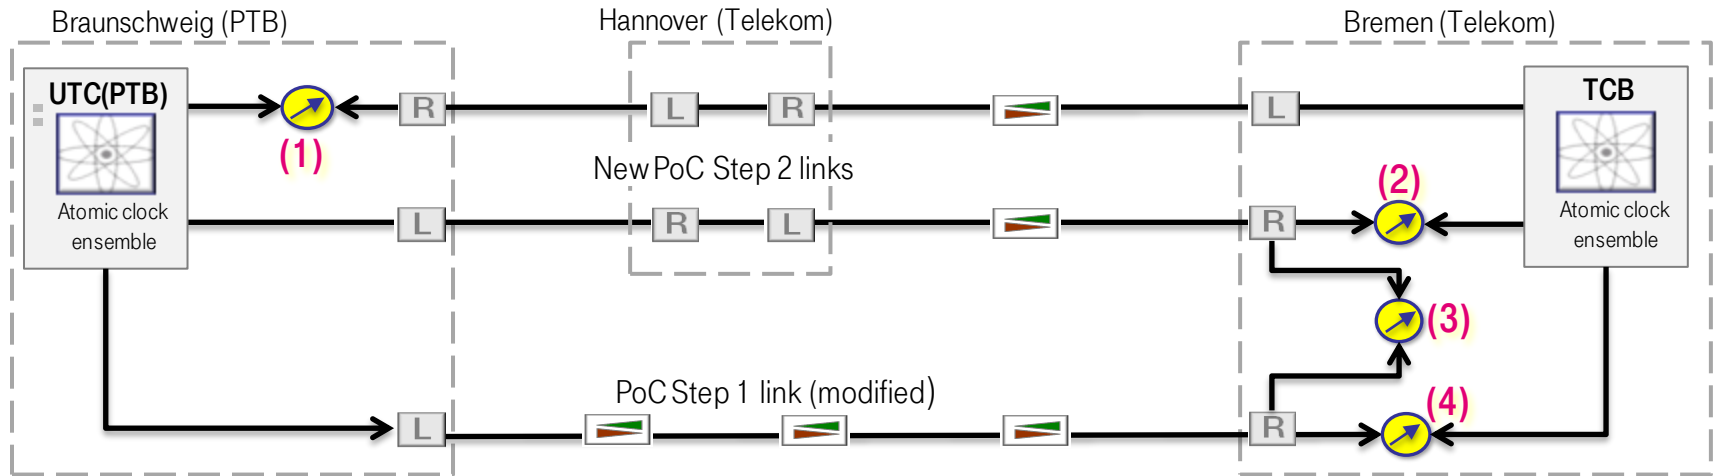 Braunschweig (PTB)
Hannover (Telekom)
Bremen (Telekom)
UTC(PTB)
TCB
R
L
R
L
(1)
New PoC Step 2 links
(2)
Atomic clock
ensemble
Atomic clock
ensemble
L
R
L
R
(3)
PoC Step 1 link (modified)
(4)
L
R